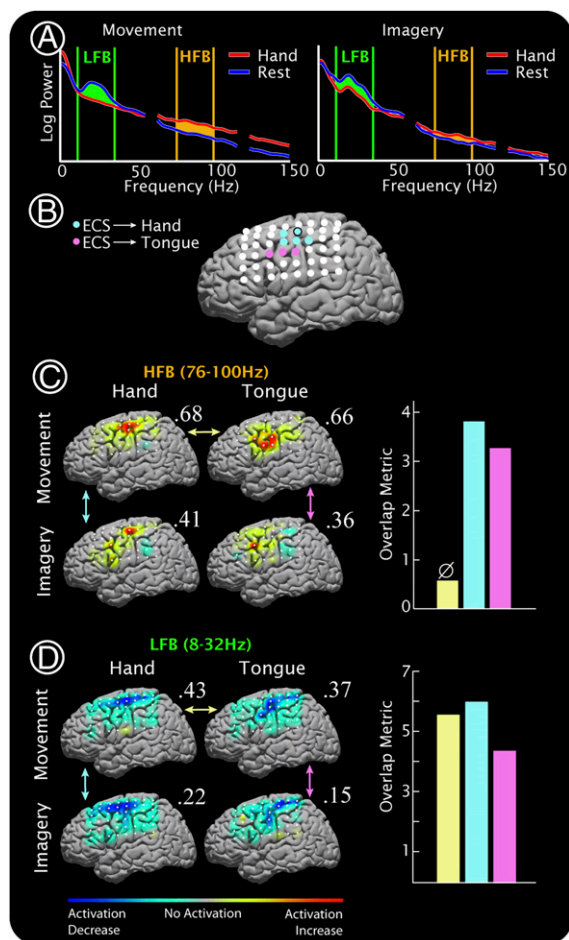 A
Movement
Imagery
LFB
HFB
Hand
Rest
LFB
HFB
Hand
Rest
Log Power
0
50
100
150
0
50
100
150
Frequency (Hz)
Frequency (Hz)
B
ECS → Hand
ECS → Tongue
C
HFB (76-100Hz)
Hand
Tongue
Movement
.68
.66
Imagery
.41
.36
Overlap Metric
4
3
2
1
0
∅
D
LFB (8-32Hz)
Hand
Tongue
Movement
.43
.37
Imagery
.22
.15
Overlap Metric
7
5
3
1
Activation Decrease
No Activation
Activation Increase